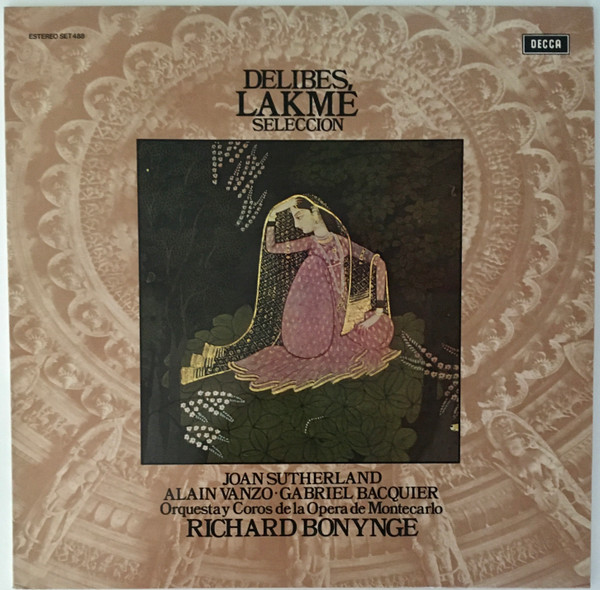 ESTEREO SET 488
DECCA
DELIBES,
LAKMÉ
SELECCION
JOAN SUTHERLAND
ALAIN VANZO · GABRIEL BACQUIER
Orquesta y Coros de la Opera de Montecarlo
RICHARD BONYNGE